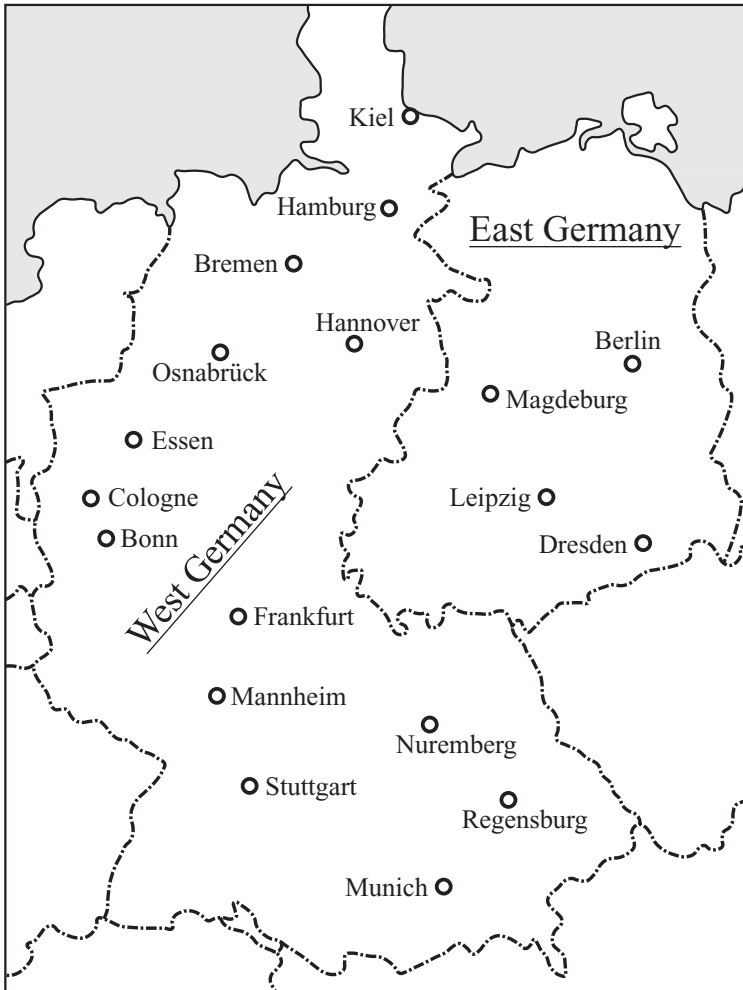 Kiel
Hamburg
East Germany
Bremen
Hannover
Berlin
Osnabrück
Magdeburg
Essen
Cologne
Leipzig
Bonn
Dresden
West Germany
Frankfurt
Mannheim
Nuremberg
Stuttgart
Regensburg
Munich